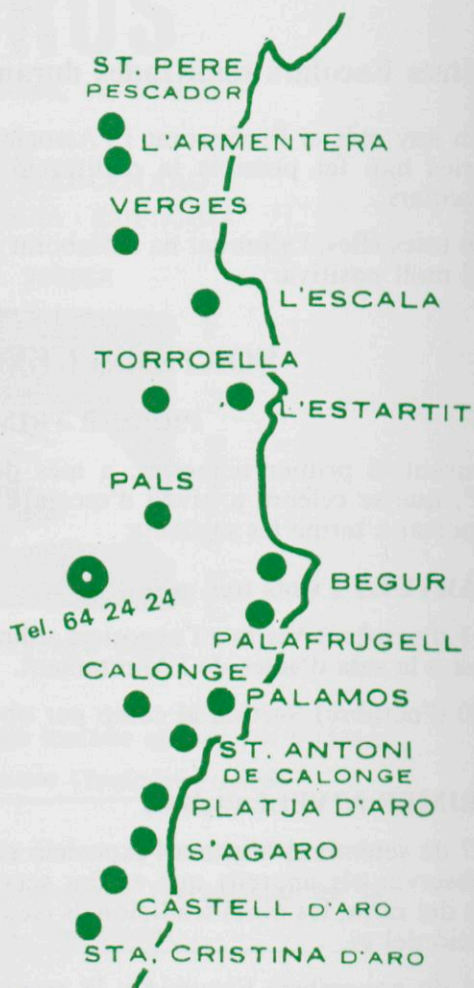 ST. PERE
PESCADOR
L'ARMENTERA
VERGES
L'ESCALA
TORROELLA
L'ESTARTIT
PALS
BEGUR
Tel. 64 24 24
PALAFRUGELL
CALONGE
PALAMOS
ST. ANTONI
DE CALONGE
PLATJA D'ARO
S'AGARO
CASTELL D'ARO
STA. CRISTINA D'ARO